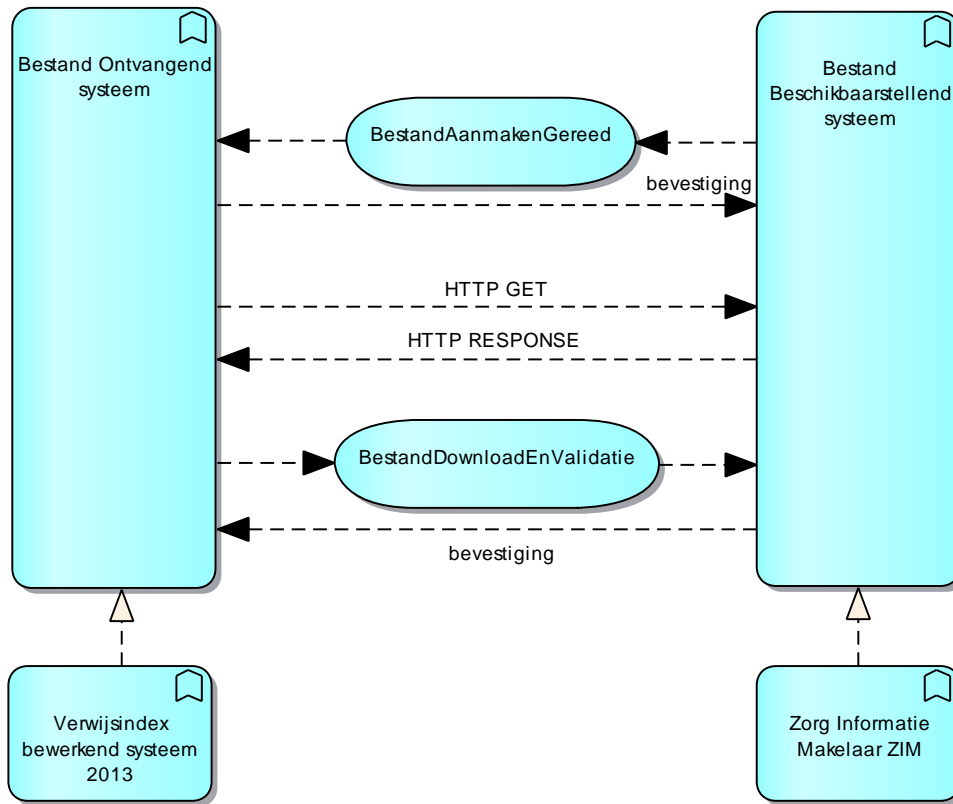 Bestand Ontvangend
systeem
Bestand
Beschikbaarstellend
systeem
BestandAanmakenGereed
bevestiging
HTTP GET
HTTP RESPONSE
BestandDownloadEnValidatie
bevestiging
Verwijsindex
bewerkend systeem
2013
Zorg Informatie
Makelaar ZIM